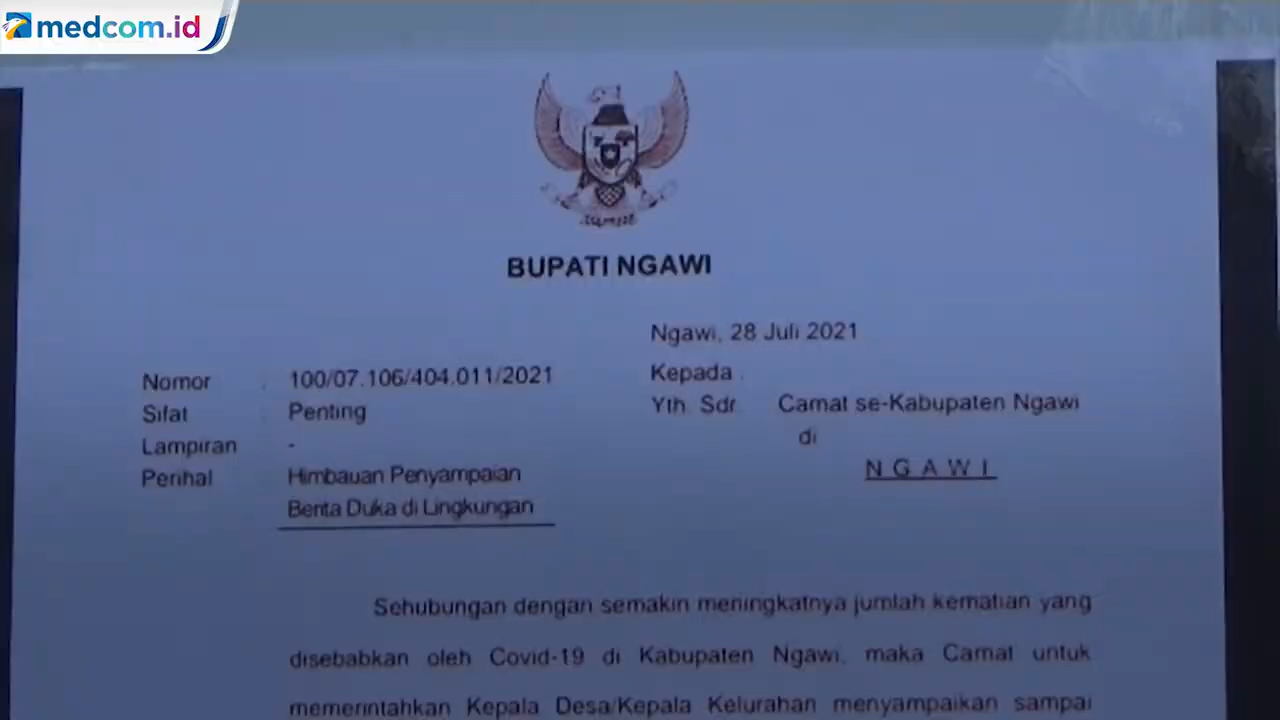 medcom.id
BUPATI NGAWI
Ngawi, 28 Juli 2021
Nomor : 100/07.106/404.011/2021
Kepada :
Sifat : Penting
Yth. Sdr. Camat se-Kabupaten Ngawi
Lampiran -
di
Perihal Himbauan Penyampaian
NGAWI
Berita Duka di Lingkungan
Sehubungan dengan semakin meningkatnya jumlah kematian yang
disebabkan oleh Covid-19 di Kabupaten Ngawi, maka Camat untuk
memerintahkan Kepala Desa/Kepala Kelurahan menyampaikan sampai